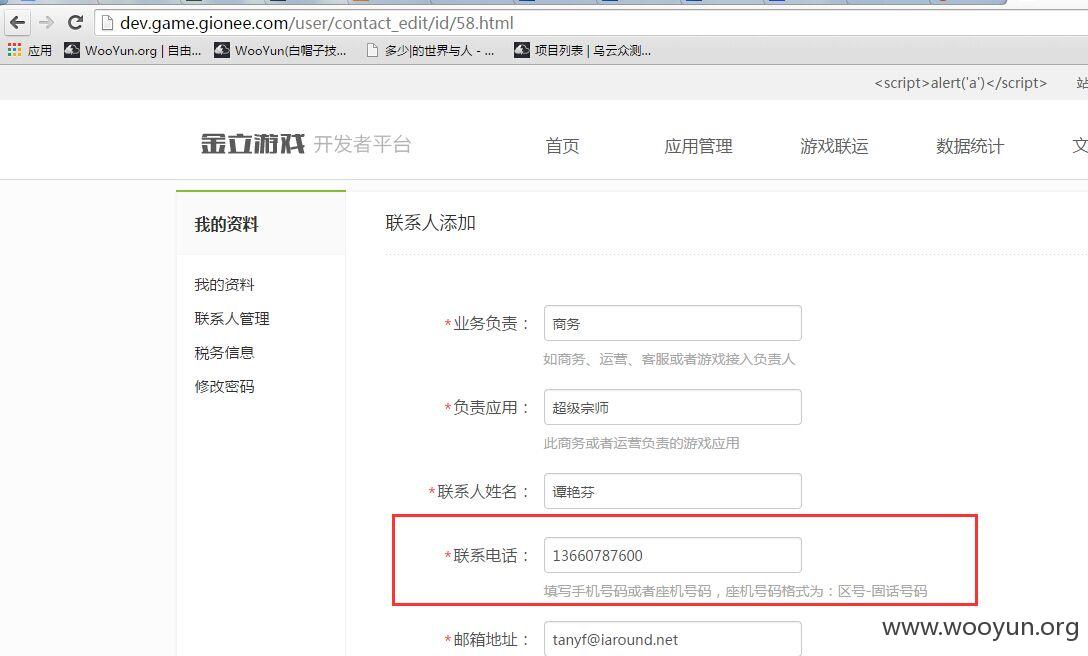 dev.game.gionee.com/user/contact_edit/id/58.html
应用 WooYun.org | 自由... WooYun(白帽子技... 多少|的世界与人 - ... 项目列表 | 乌云众测...
<script>alert('a')</script> 站
金立游戏 开发者平台 首页 应用管理 游戏联运 数据统计 文
我的资料
联系人添加
我的资料
联系人管理
税务信息
修改密码
*业务负责： 商务
如商务、运营、客服或者游戏接入负责人
*负责应用： 超级宗师
此商务或者运营负责的游戏应用
*联系人姓名： 谭艳芬
*联系电话： 13660787600
填写手机号码或者座机号码，座机号码格式为：区号-固话号码
*邮箱地址： tanyf@iaround.net
www.wooyun.org